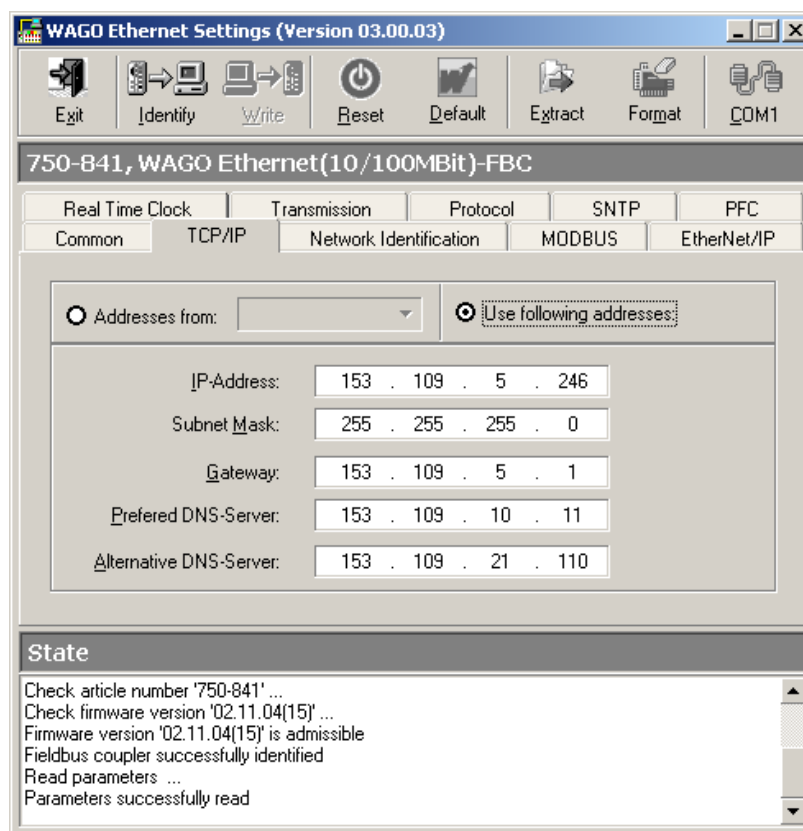 WAGO Ethernet Settings (Version 03.00.03)
Exit Identify Write Reset Default Extract Format COM1
750-841, WAGO Ethernet(10/100MBit)-FBC
Real Time Clock Transmission Protocol SNTP PFC
Common TCP/IP Network Identification MODBUS EtherNet/IP
Addresses from: Use following addresses:
IP-Address: 153 . 109 . 5 . 246
Subnet Mask: 255 . 255 . 255 . 0
Gateway: 153 . 109 . 5 . 1
Prefered DNS-Server: 153 . 109 . 10 . 11
Alternative DNS-Server: 153 . 109 . 21 . 110
State
Check article number '750-841' ...
Check firmware version '02.11.04(15)' ...
Firmware version '02.11.04(15)' is admissible
Fieldbus coupler successfully identified
Read parameters ...
Parameters successfully read